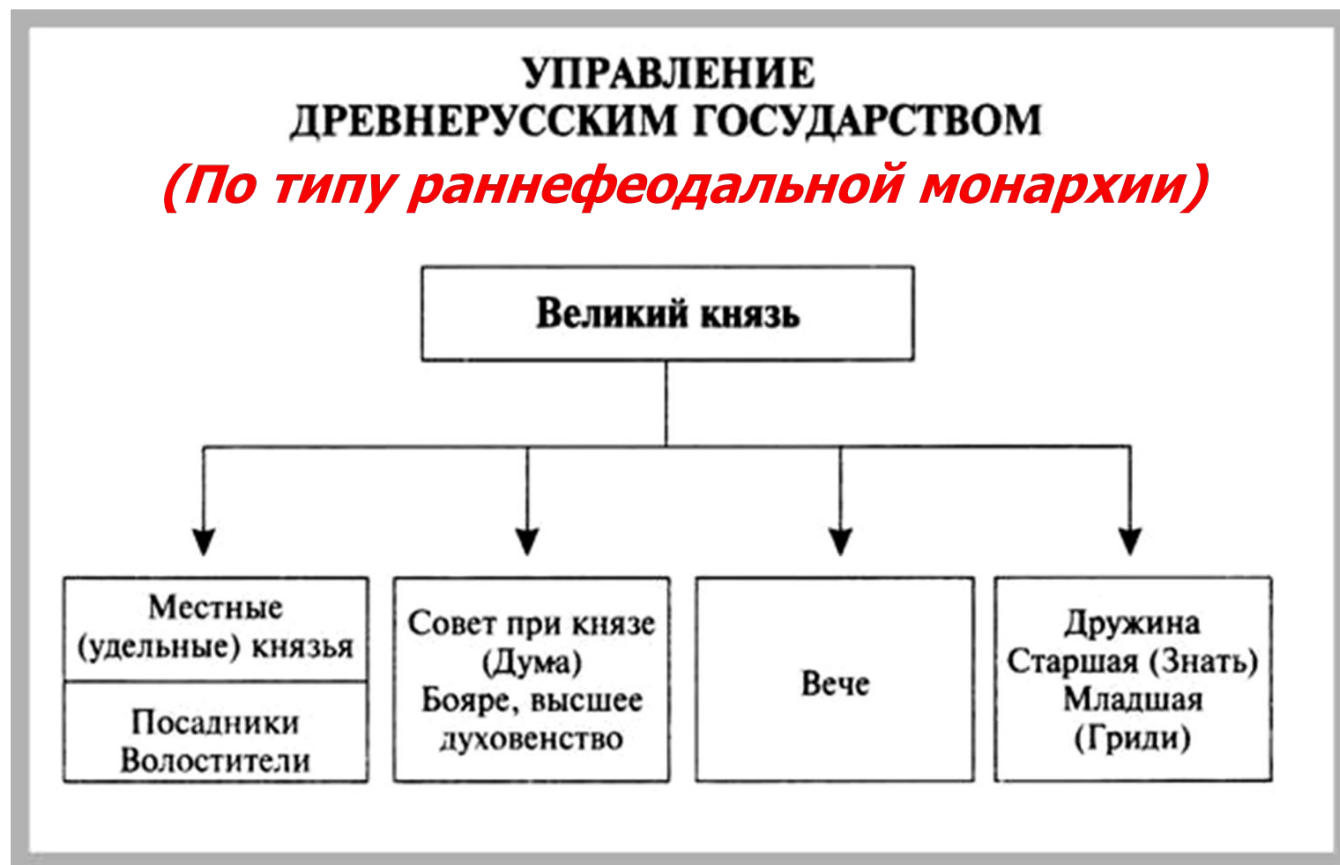 УПРАВЛЕНИЕ
ДРЕВНЕРУССКИМ ГОСУДАРСТВОМ
(По типу раннефеодальной монархии)
Великий князь
Местные
(удельные) князья
Посадники
Волостители
Совет при князе
(Дума)
Бояре, высшее
духовенство
Вече
Дружина
Старшая (Знать)
Младшая
(Гриди)